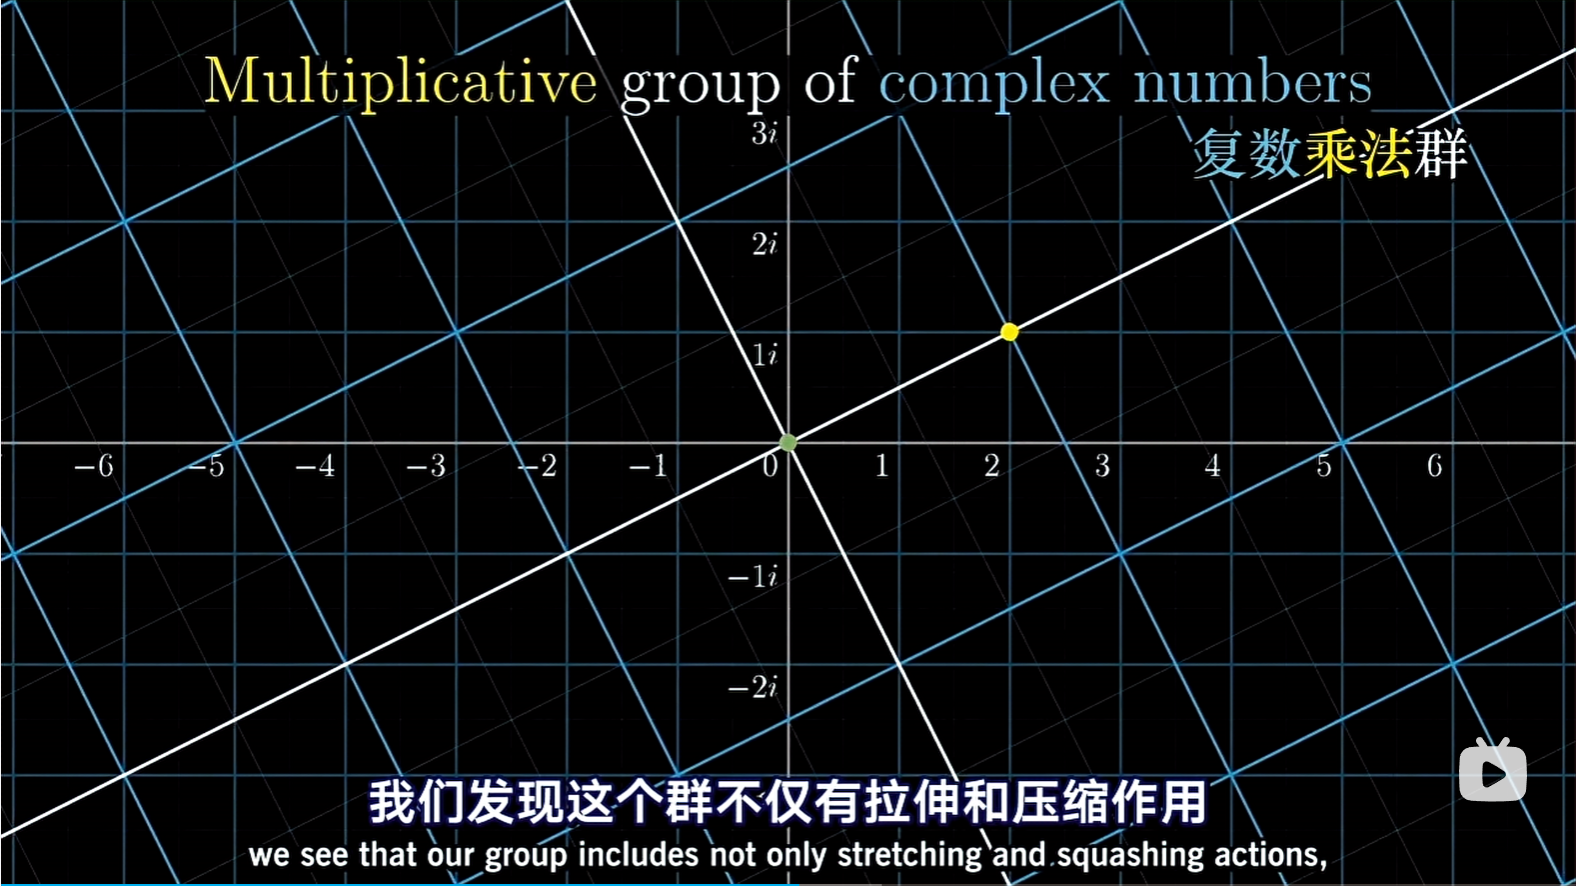 Multiplicative group of complex numbers
复数乘法群
3i
2i
1i
−6 −5 −4 −3 −2 −1 0 1 2 3 4 5 6
−1i
−2i
我们发现这个群不仅有拉伸和压缩作用
we see that our group includes not only stretching and squashing actions,